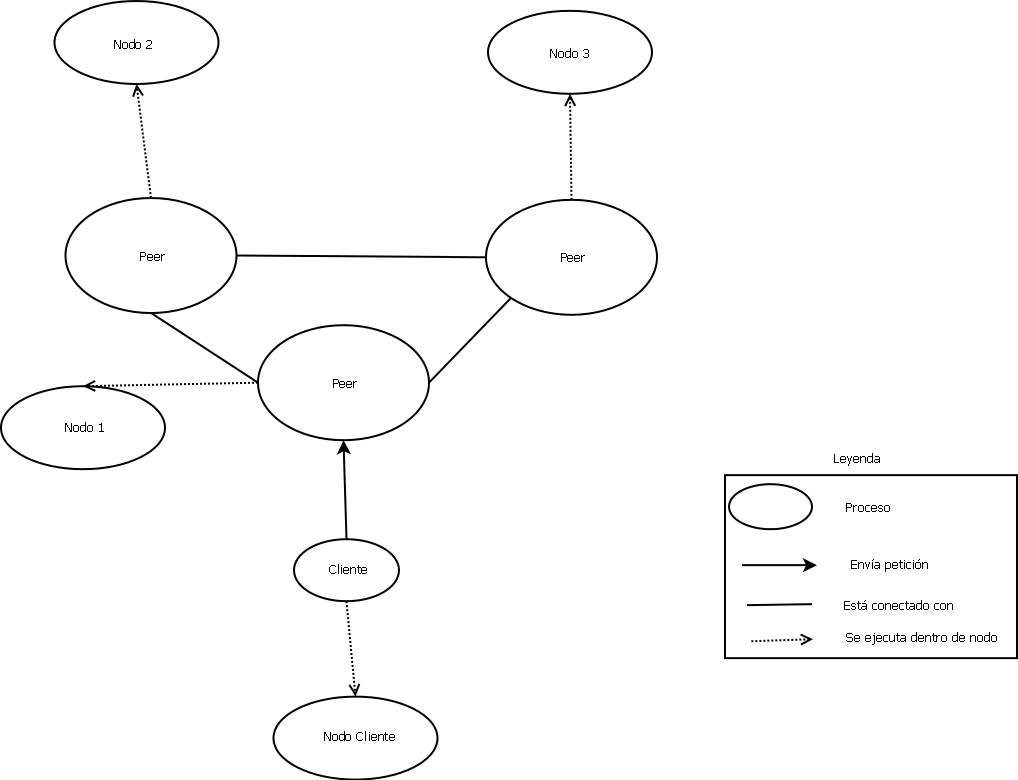 Nodo 2
Nodo 3
Peer
Peer
Peer
Nodo 1
Leyenda
Proceso
Envía petición
Cliente
Está conectado con
Se ejecuta dentro de nodo
Nodo Cliente